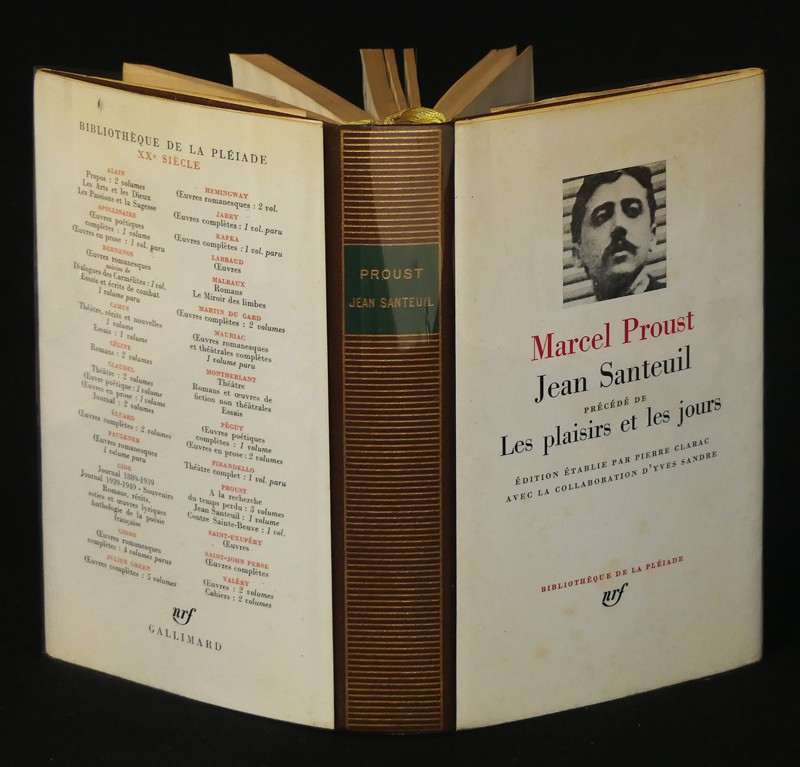 BIBLIOTHÈQUE DE LA PLÉIADE
XXe SIÈCLE
ALAIN
Propos : 2 volumes
Les Arts et les Dieux
Les Passions et la Sagesse
APOLLINAIRE
Œuvres poétiques
complètes : 1 volume
Œuvres en prose : 1 vol. paru
BERNANOS
Œuvres romanesques
suivies de
Dialogues des Carmélites : 1 vol.
Essais et écrits de combat
1 volume paru
CAMUS
Théâtre, récits et nouvelles
1 volume
Essais : 1 volume
CÉLINE
Romans : 2 volumes
CLAUDEL
Théâtre : 2 volumes
Œuvre poétique : 1 volume
Œuvres en prose : 1 volume
Journal : 2 volumes
ÉLUARD
Œuvres complètes : 2 volumes
FAULKNER
Œuvres romanesques
1 volume paru
GIDE
Journal 1889-1939
Journal 1939-1949 - Souvenirs
Romans, récits,
soties et œuvres lyriques
Anthologie de la poésie
française
GIONO
Œuvres romanesques
complètes : 4 volumes parus
JULIEN GREEN
Œuvres complètes : 5 volumes
HEMINGWAY
Œuvres romanesques : 2 vol.
JARRY
Œuvres complètes : 1 vol. paru
KAFKA
Œuvres complètes : 1 vol. paru
LARBAUD
Œuvres
MALRAUX
Romans
Le Miroir des limbes
MARTIN DU GARD
Œuvres complètes : 2 volumes
MAURIAC
Œuvres romanesques
et théâtrales complètes
1 volume paru
MONTHERLANT
Théâtre
Romans et œuvres de
fiction non théâtrales
Essais
PÉGUY
Œuvres poétiques
complètes : 1 volume
Œuvres en prose : 2 volumes
PIRANDELLO
Théâtre complet : 1 vol. paru
PROUST
A la recherche
du temps perdu : 3 volumes
Jean Santeuil : 1 volume
Contre Sainte-Beuve : 1 vol.
SAINT-EXUPÉRY
Œuvres
SAINT-JOHN PERSE
Œuvres complètes
VALÉRY
Œuvres : 2 volumes
Cahiers : 2 volumes
nrf
GALLIMARD
PROUST
JEAN SANTEUIL
Marcel Proust
Jean Santeuil
PRÉCÉDÉ DE
Les plaisirs et les jours
ÉDITION ÉTABLIE PAR PIERRE CLARAC
AVEC LA COLLABORATION D'YVES SANDRE
BIBLIOTHÈQUE DE LA PLÉIADE
nrf